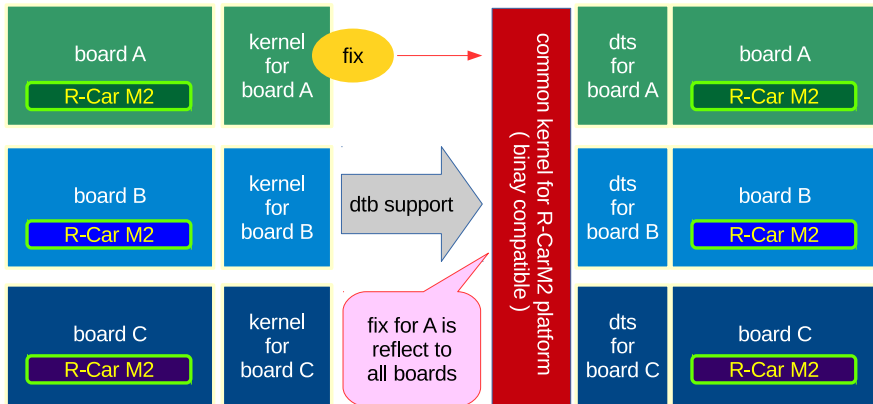 board A
R-Car M2
kernel
for
board A
fix
common kernel for R-CarM2 platform
( binay compatible )
dts
for
board A
board A
R-Car M2
board B
R-Car M2
kernel
for
board B
dtb support
dts
for
board B
board B
R-Car M2
board C
R-Car M2
kernel
for
board C
fix for A is
reflect to
all boards
dts
for
board C
board C
R-Car M2